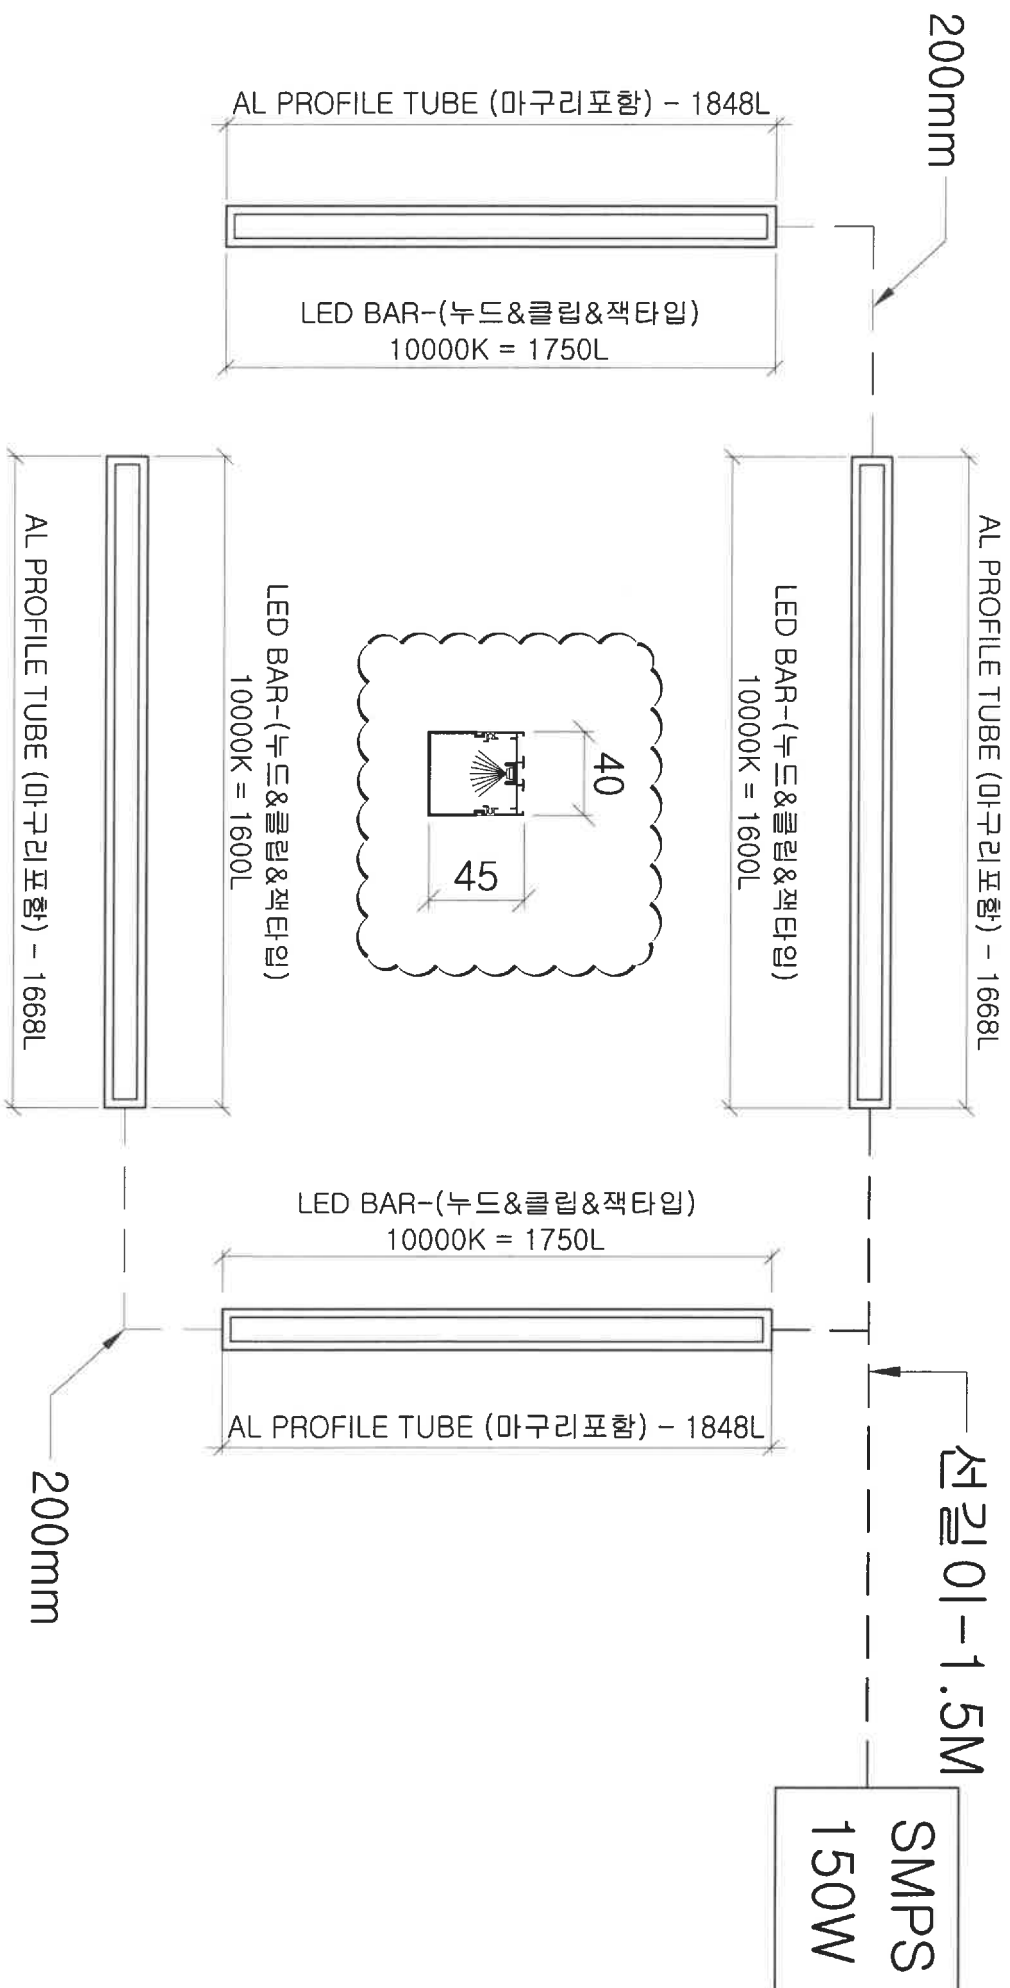 200mm
AL PROFILE TUBE (마구리포함) - 1848L
LED BAR-(누드&클립&잭타입)
10000K = 1750L
AL PROFILE TUBE (마구리포함) - 1668L
LED BAR-(누드&클립&잭타입)
10000K = 1600L
40
45
LED BAR-(누드&클립&잭타입)
10000K = 1600L
AL PROFILE TUBE (마구리포함) - 1668L
LED BAR-(누드&클립&잭타입)
10000K = 1750L
AL PROFILE TUBE (마구리포함) - 1848L
200mm
선길이-1.5M
SMPS
150W